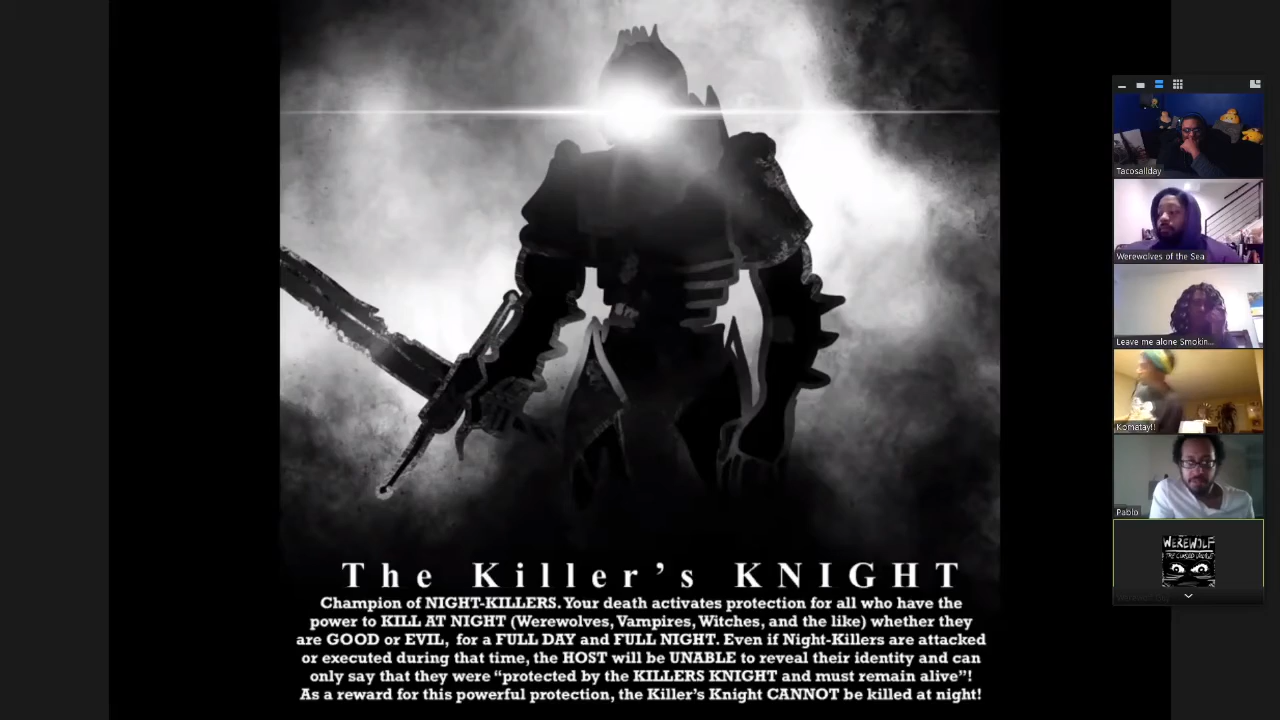 Tacosallday
Werewolves of the Sea
Leave me alone Smokin...
Komatay!!
Pablo
WEREWOLF
The Killer's KNIGHT
Champion of NIGHT-KILLERS. Your death activates protection for all who have the
power to KILL AT NIGHT (Werewolves, Vampires, Witches, and the like) whether they
are GOOD or EVIL, for a FULL DAY and FULL NIGHT. Even if Night-Killers are attacked
or executed during that time, the HOST will be UNABLE to reveal their identity and can
only say that they were “protected by the KILLERS KNIGHT and must remain alive”!
As a reward for this powerful protection, the Killer's Knight CANNOT be killed at night!